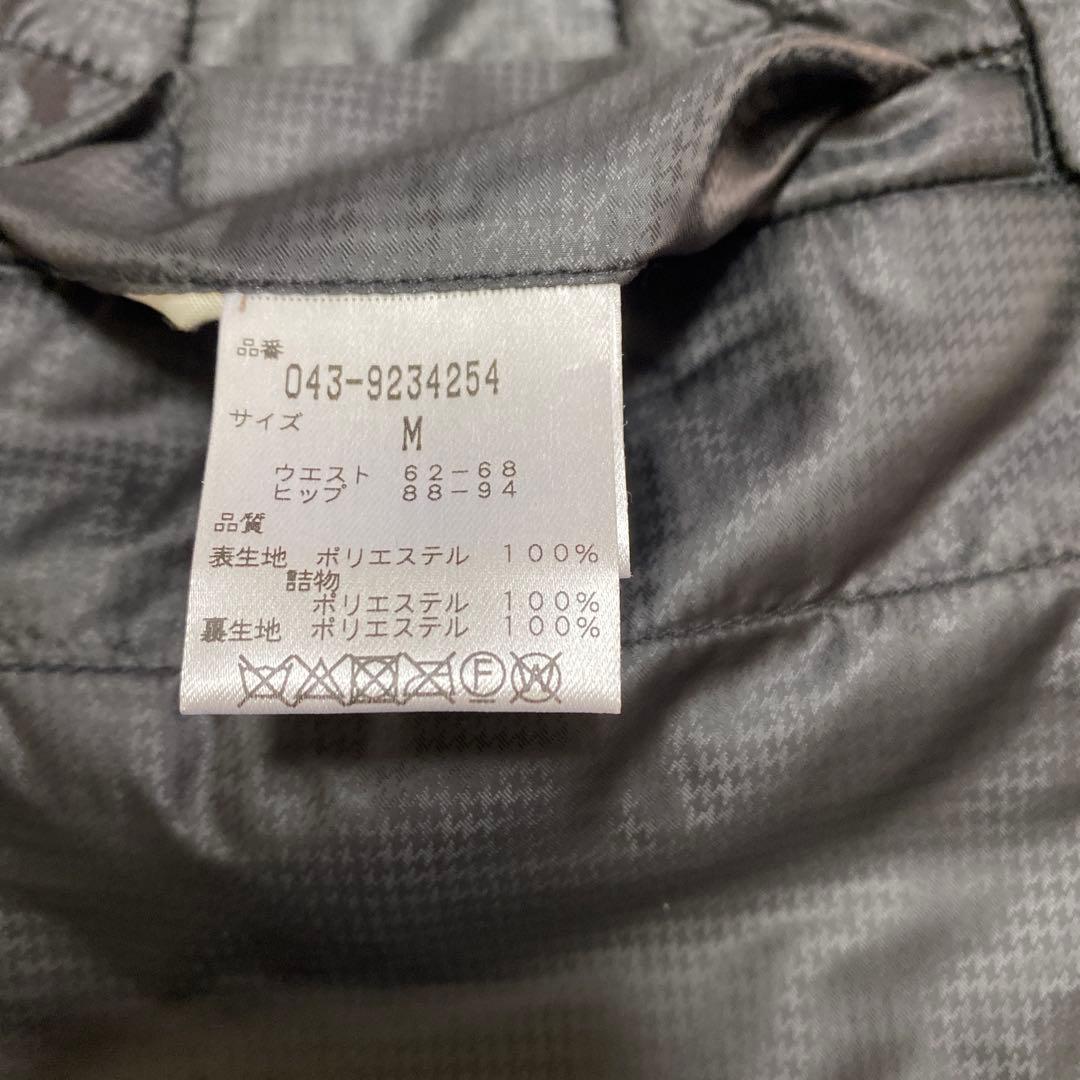 品番
043-9234254
サイズ
M
ウエスト 62-68
ヒップ 88-94
品質
表生地 ポリエステル 100%
詰物
ポリエステル 100%
裏生地 ポリエステル 100%
F W